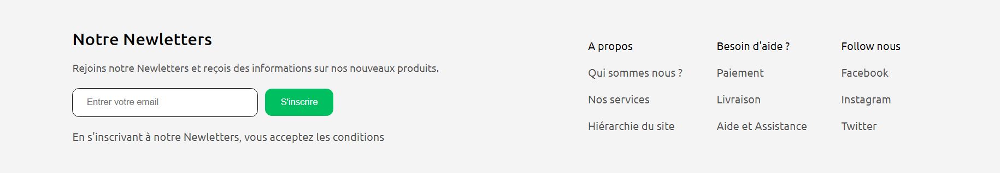 Notre Newletters
Rejoins notre Newletters et reçois des informations sur nos nouveaux produits.
Entrer votre email
S'inscrire
En s'inscrivant à notre Newletters, vous acceptez les conditions
A propos
Qui sommes nous ?
Nos services
Hiérarchie du site
Besoin d'aide ?
Paiement
Livraison
Aide et Assistance
Follow nous
Facebook
Instagram
Twitter